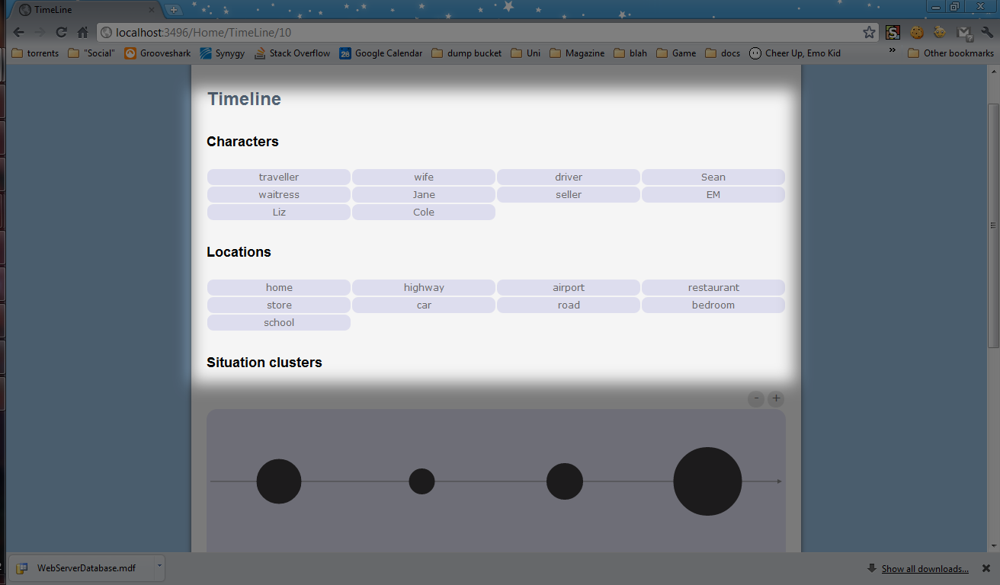 TimeLine
localhost:3496/Home/TimeLine/10
torrents "Social" Grooveshark Synygy Stack Overflow 28 Google Calendar dump bucket Uni Magazine blah Game docs Cheer Up, Emo Kid » Other bookmarks
Timeline
Characters
traveller wife driver Sean
waitress Jane seller EM
Liz Cole
Locations
home highway airport restaurant
store car road bedroom
school
Situation clusters
- +
WebServerDatabase.mdf Show all downloads...